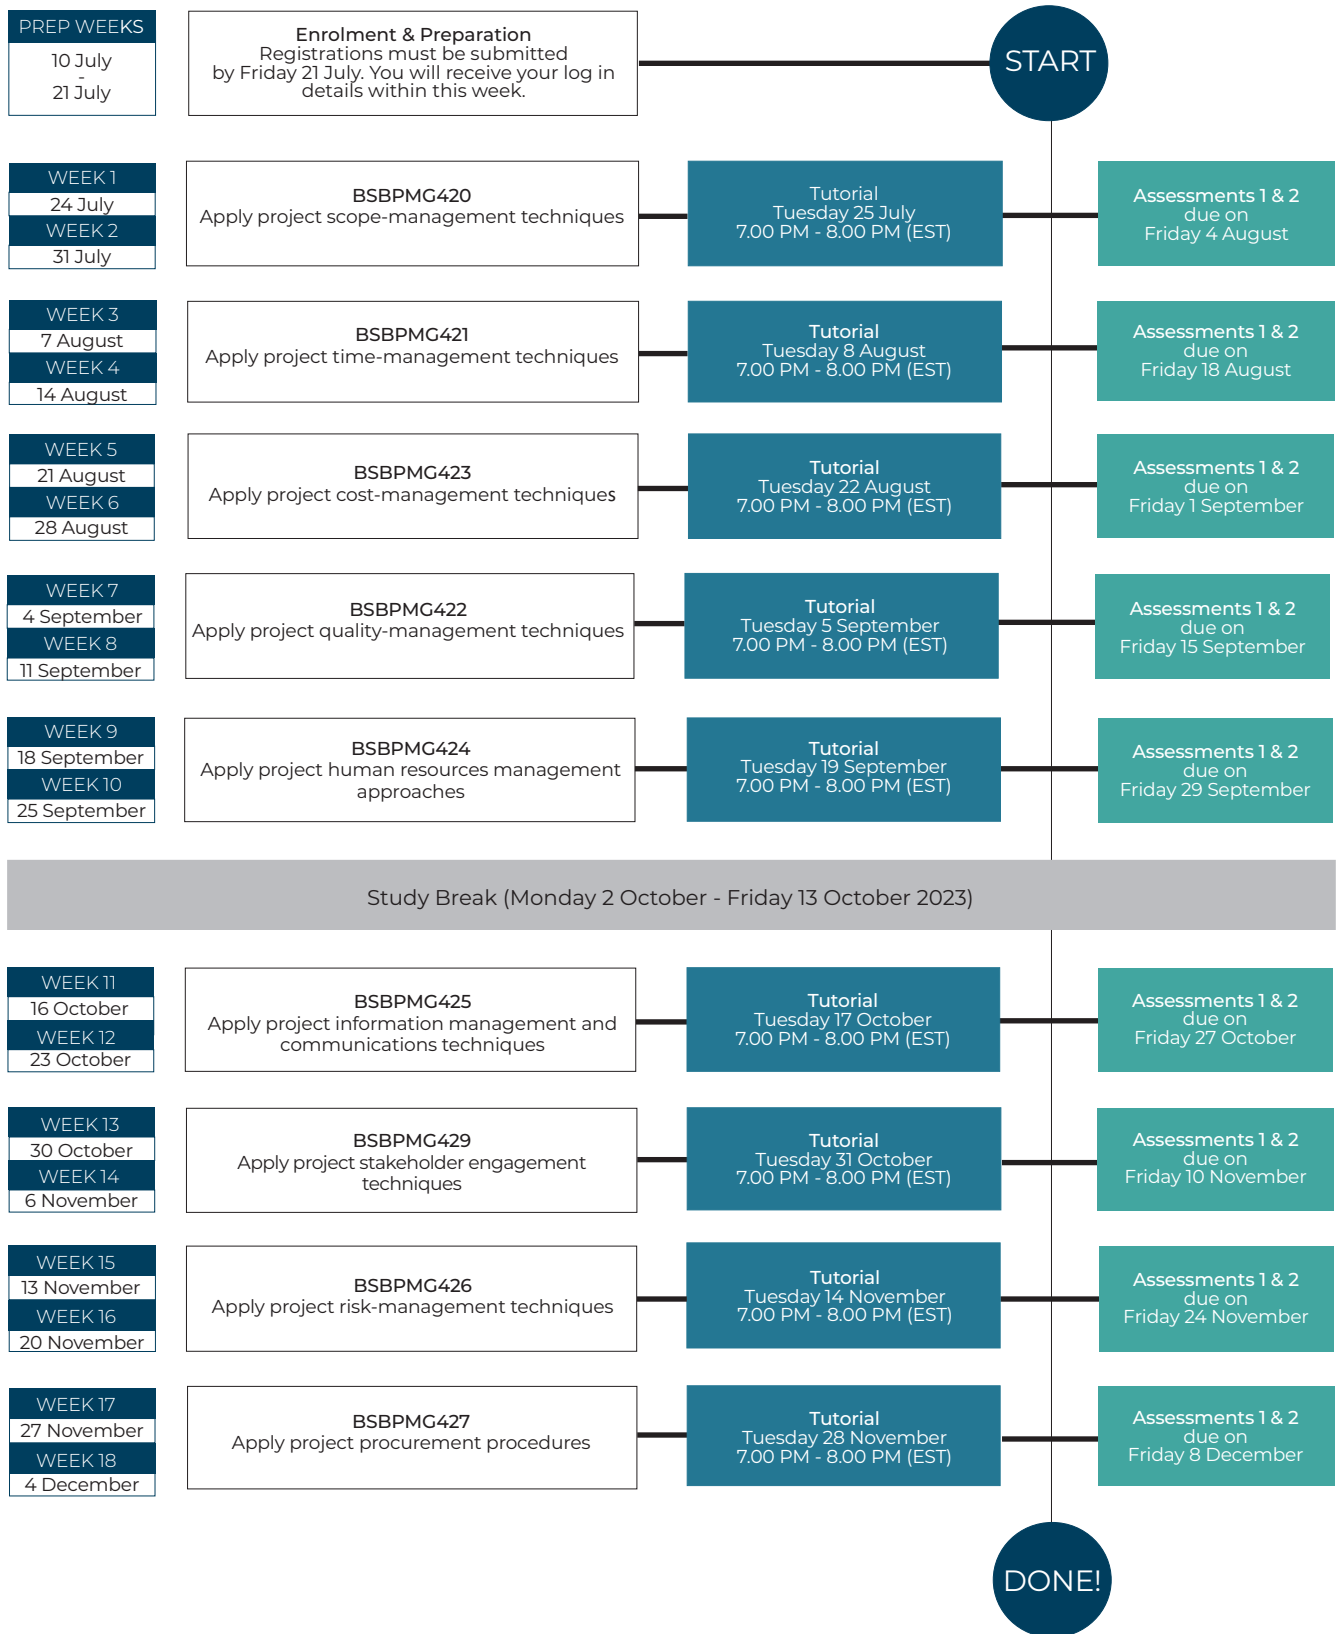 PREP WEEKS
10 July
-
21 July
Enrolment & Preparation
Registrations must be submitted
by Friday 21 July. You will receive your log in
details within this week.
START
WEEK 1
24 July
WEEK 2
31 July
BSBPMG420
Apply project scope-management techniques
Tutorial
Tuesday 25 July
7.00 PM - 8.00 PM (EST)
Assessments 1 & 2
due on
Friday 4 August
WEEK 3
7 August
WEEK 4
14 August
BSBPMG421
Apply project time-management techniques
Tutorial
Tuesday 8 August
7.00 PM - 8.00 PM (EST)
Assessments 1 & 2
due on
Friday 18 August
WEEK 5
21 August
WEEK 6
28 August
BSBPMG423
Apply project cost-management techniques
Tutorial
Tuesday 22 August
7.00 PM - 8.00 PM (EST)
Assessments 1 & 2
due on
Friday 1 September
WEEK 7
4 September
WEEK 8
11 September
BSBPMG422
Apply project quality-management techniques
Tutorial
Tuesday 5 September
7.00 PM - 8.00 PM (EST)
Assessments 1 & 2
due on
Friday 15 September
WEEK 9
18 September
WEEK 10
25 September
BSBPMG424
Apply project human resources management
approaches
Tutorial
Tuesday 19 September
7.00 PM - 8.00 PM (EST)
Assessments 1 & 2
due on
Friday 29 September
Study Break (Monday 2 October - Friday 13 October 2023)
WEEK 11
16 October
WEEK 12
23 October
BSBPMG425
Apply project information management and
communications techniques
Tutorial
Tuesday 17 October
7.00 PM - 8.00 PM (EST)
Assessments 1 & 2
due on
Friday 27 October
WEEK 13
30 October
WEEK 14
6 November
BSBPMG429
Apply project stakeholder engagement
techniques
Tutorial
Tuesday 31 October
7.00 PM - 8.00 PM (EST)
Assessments 1 & 2
due on
Friday 10 November
WEEK 15
13 November
WEEK 16
20 November
BSBPMG426
Apply project risk-management techniques
Tutorial
Tuesday 14 November
7.00 PM - 8.00 PM (EST)
Assessments 1 & 2
due on
Friday 24 November
WEEK 17
27 November
WEEK 18
4 December
BSBPMG427
Apply project procurement procedures
Tutorial
Tuesday 28 November
7.00 PM - 8.00 PM (EST)
Assessments 1 & 2
due on
Friday 8 December
DONE!